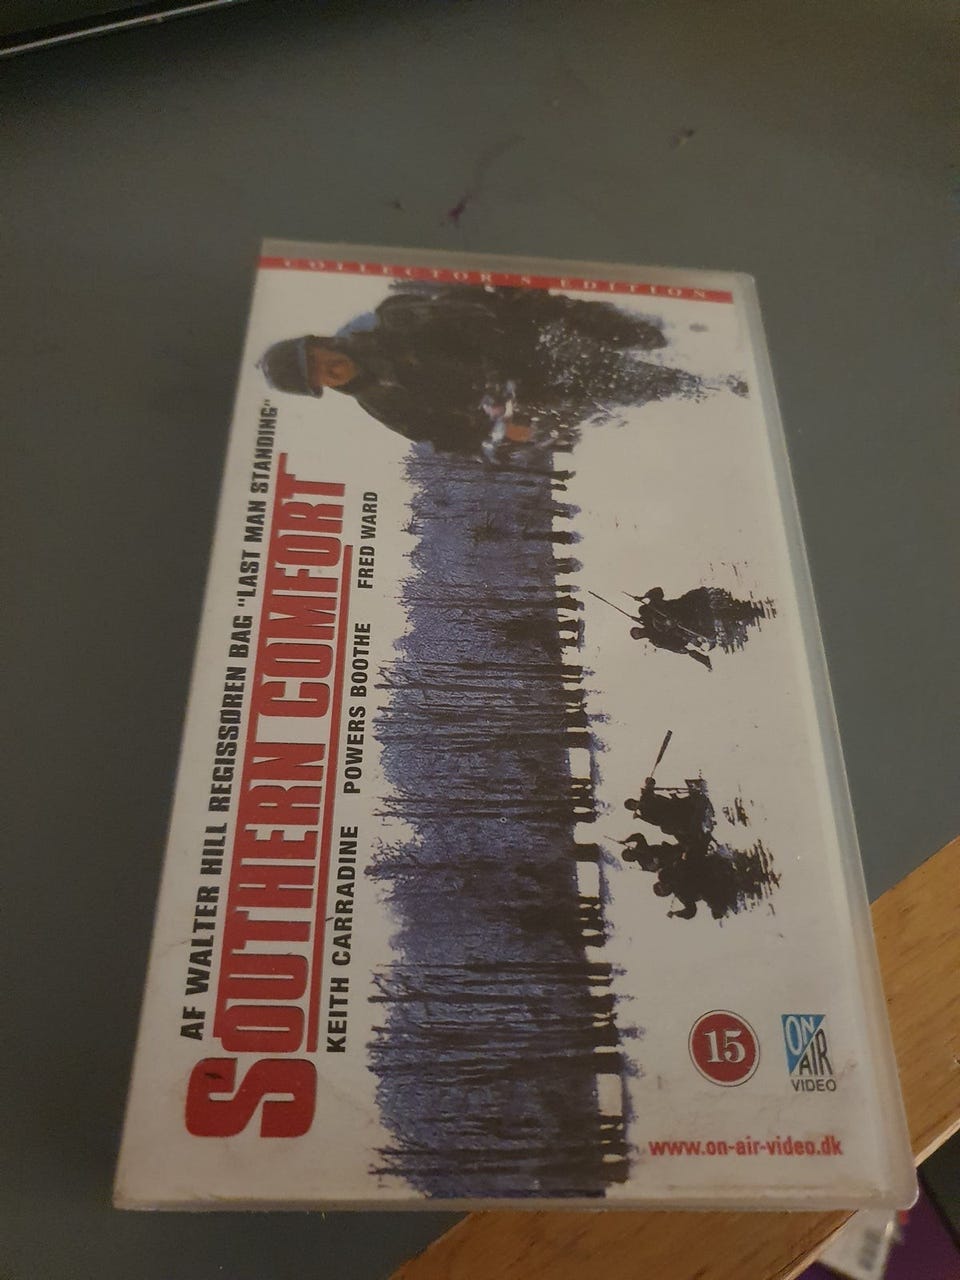 COLLECTOR'S EDITION
AF WALTER HILL REGISSØREN BAG "LAST MAN STANDING"
SOUTHERN COMFORT
KEITH CARRADINE POWERS BOOTHE FRED WARD
15
ON
AIR
VIDEO
www.on-air-video.dk